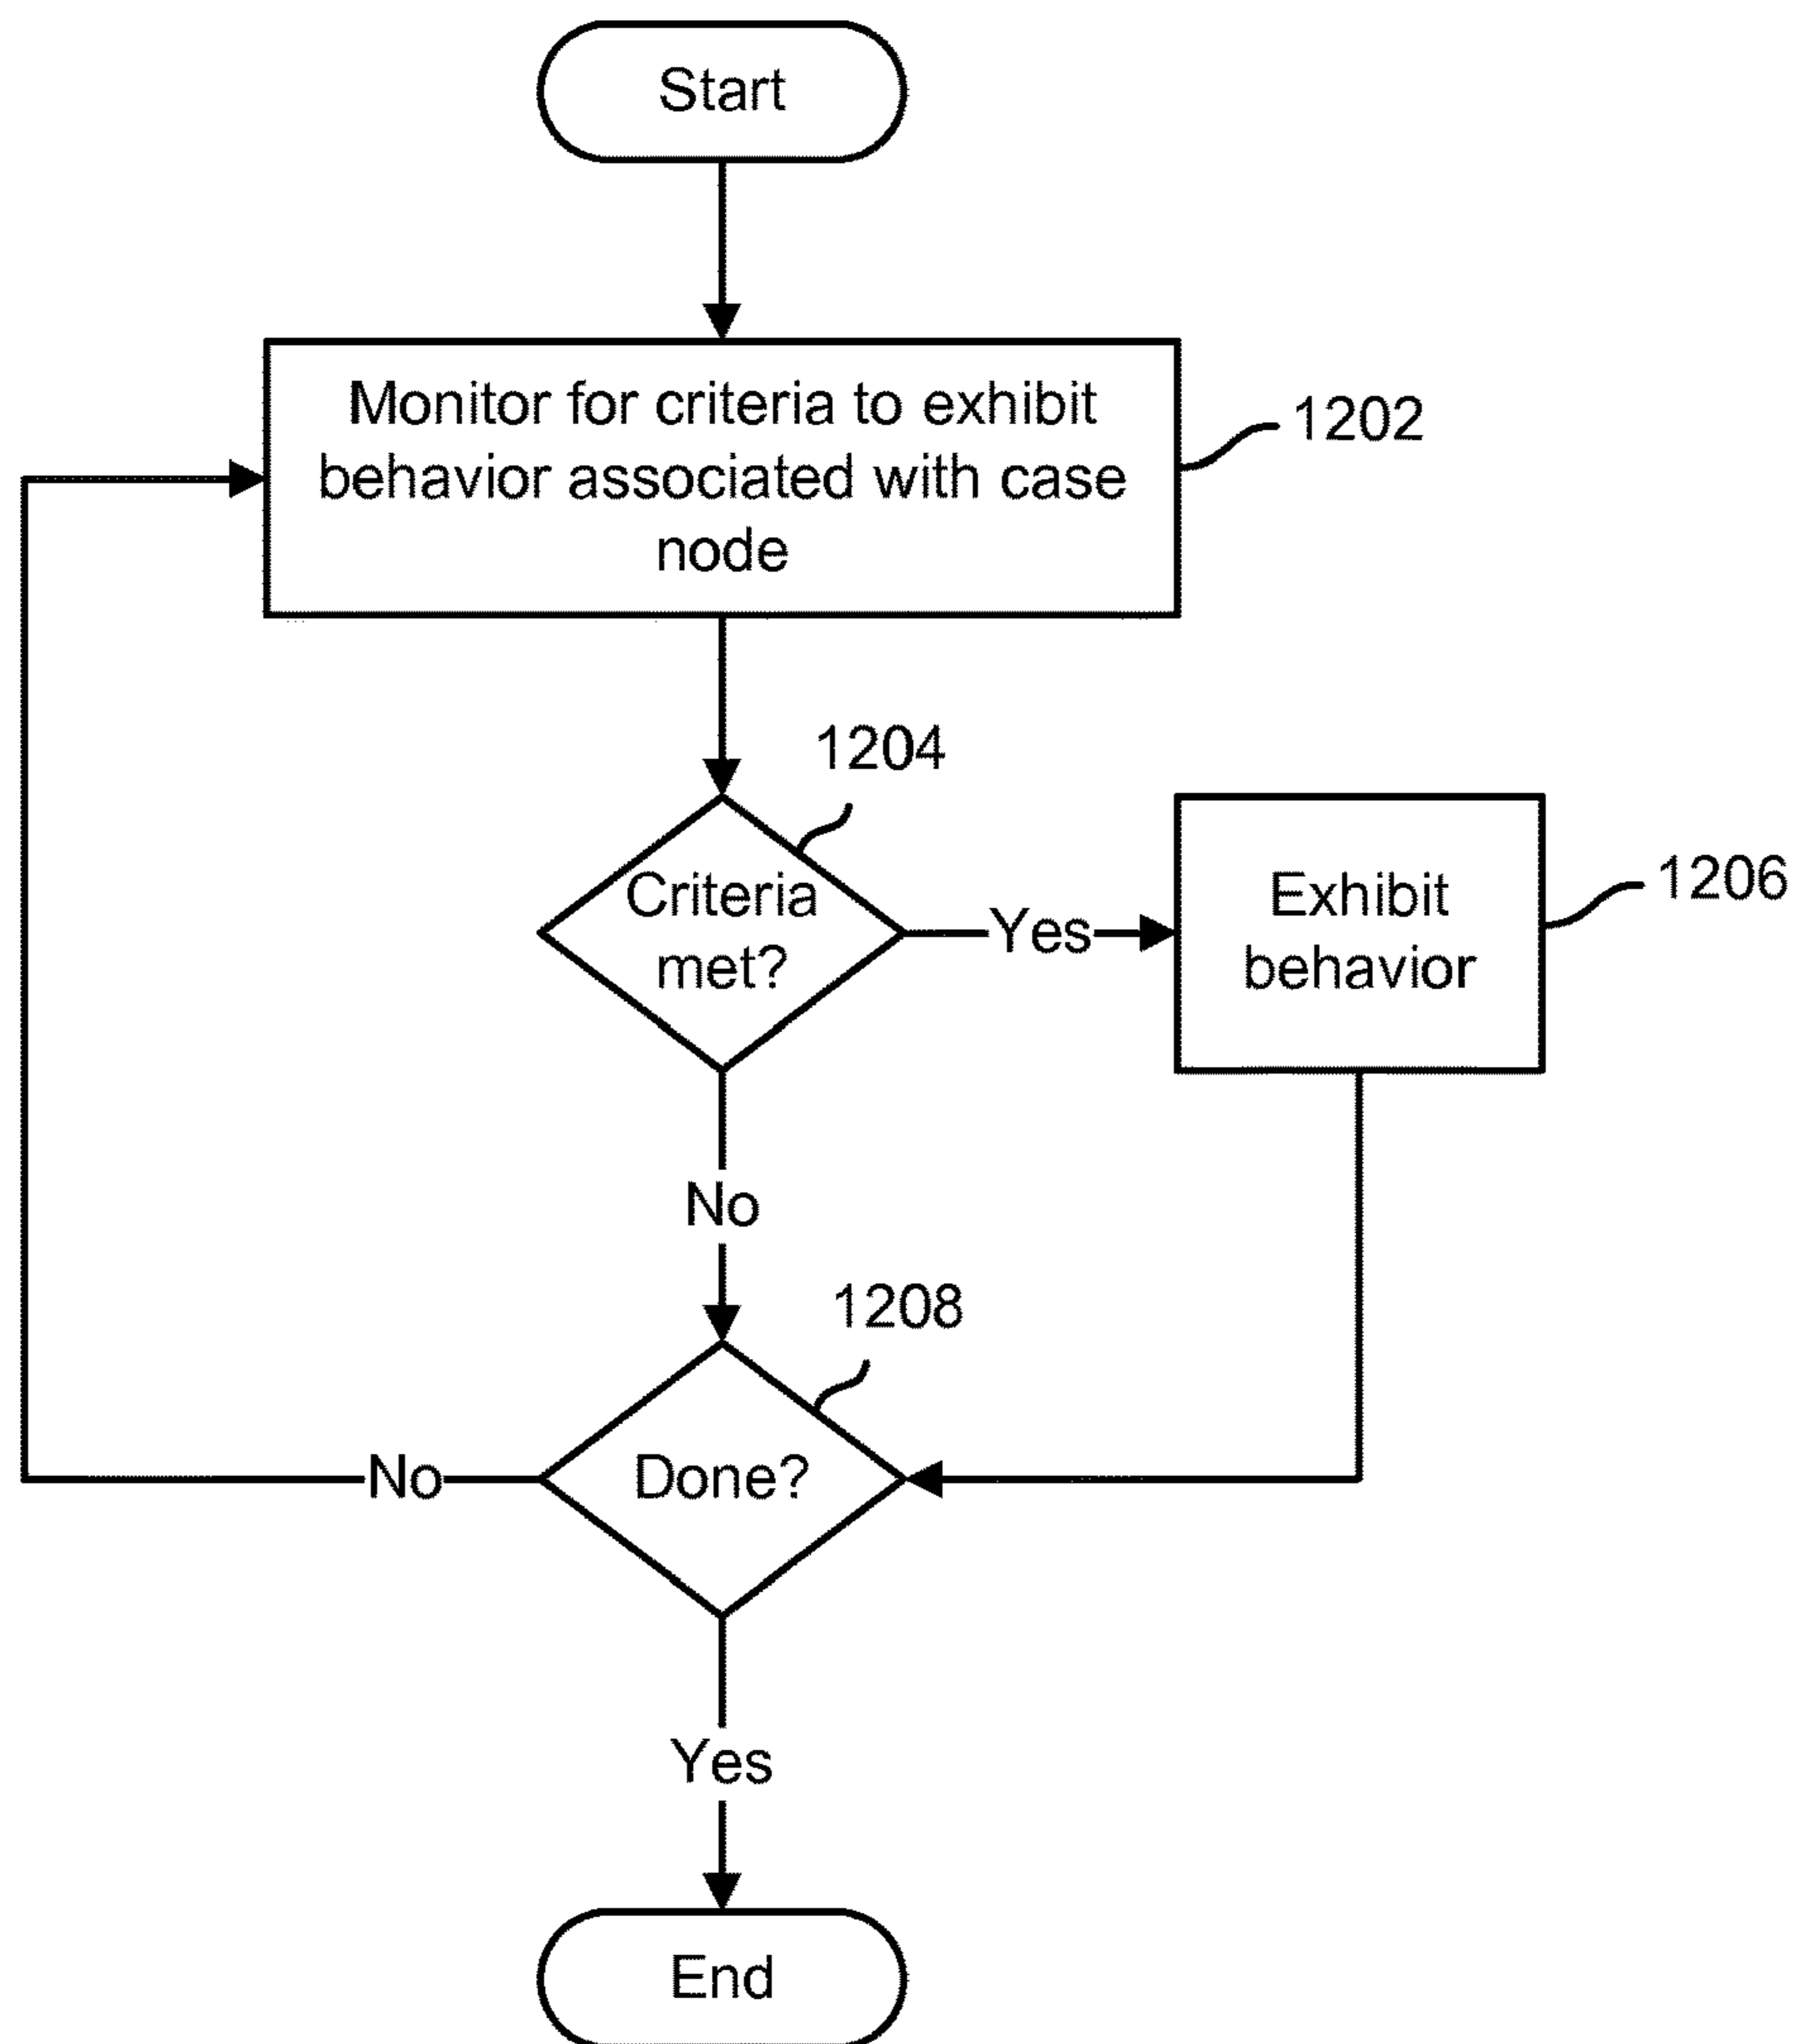 Start
Monitor for criteria to exhibit
behavior associated with case
node
1202
1204
Criteria
met?
Yes
Exhibit
behavior
1206
No
1208
Done?
No
Yes
End